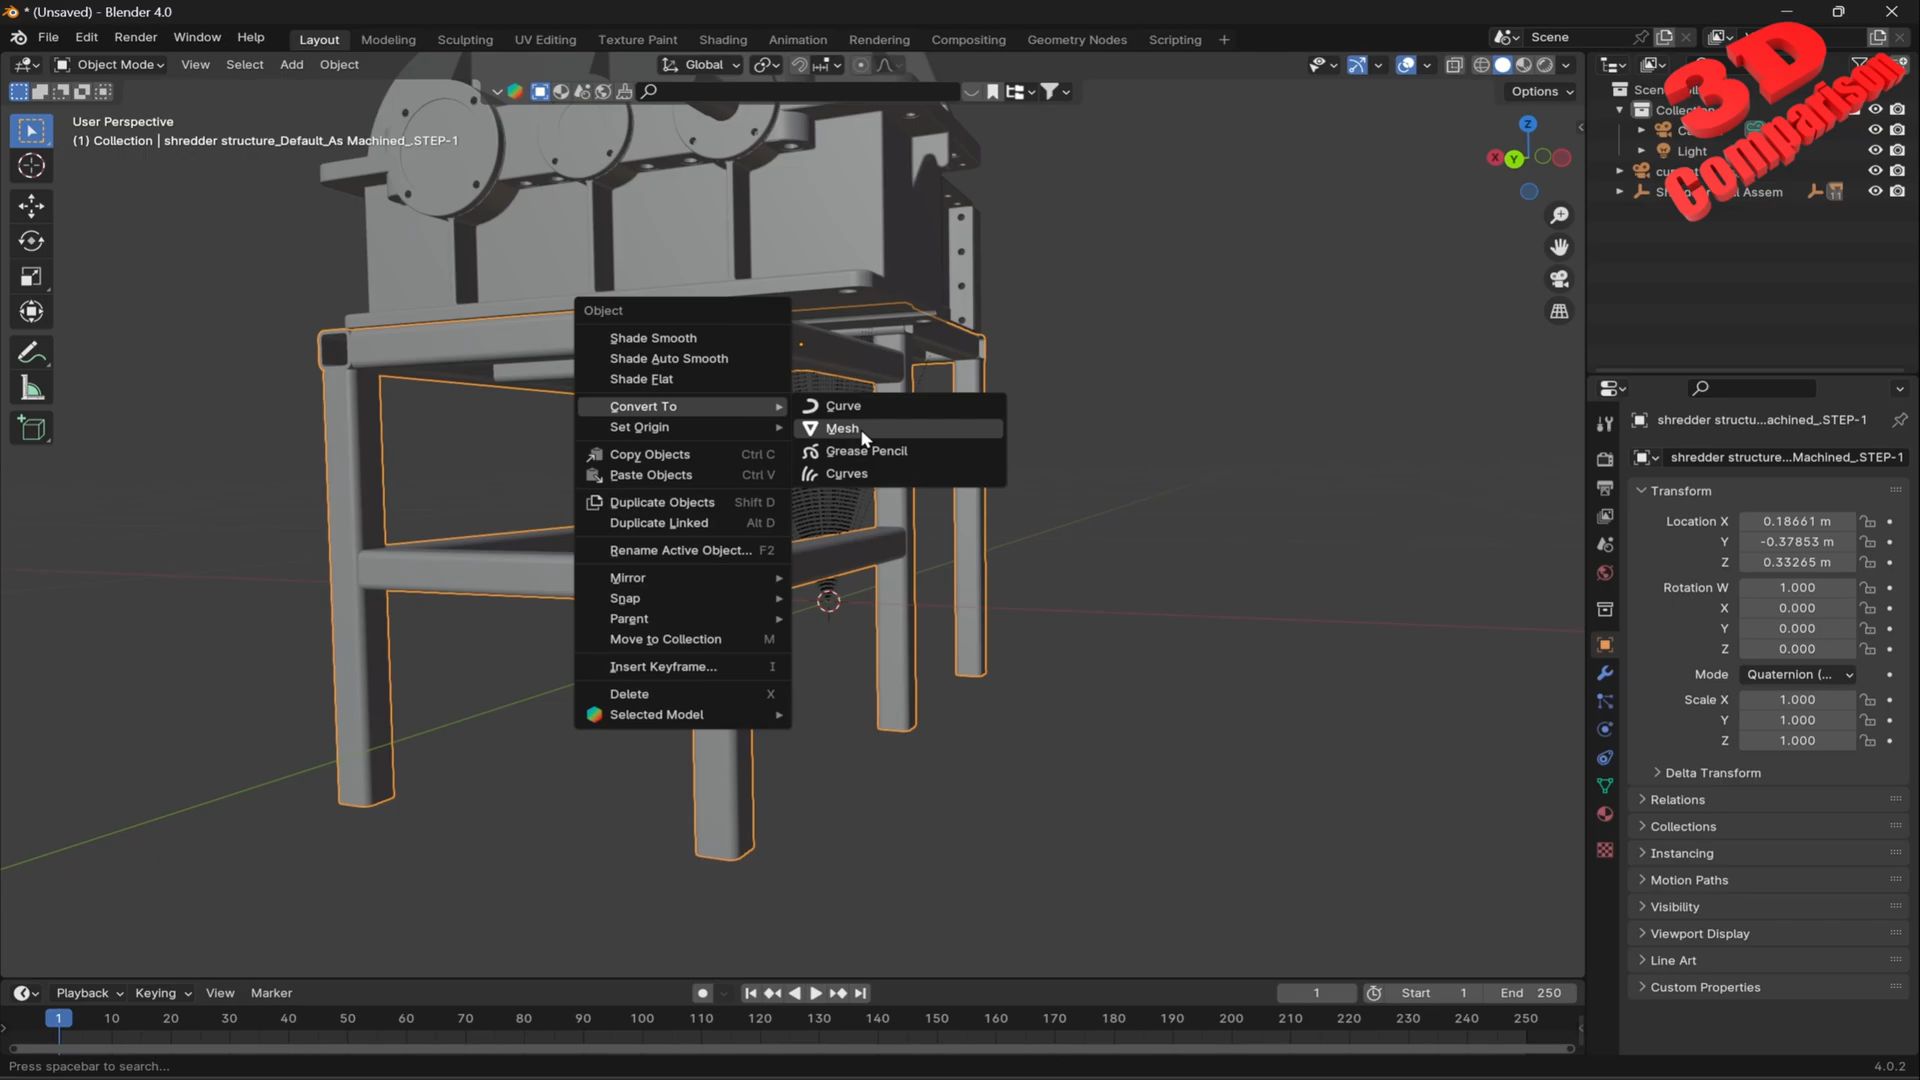 * (Unsaved) - Blender 4.0
File Edit Render Window Help
Layout Modeling Sculpting UV Editing Texture Paint Shading Animation Rendering Compositing Geometry Nodes Scripting +
Scene
Object Mode View Select Add Object
Global
Options
User Perspective
(1) Collection | shredder structure_Default_As Machined_.STEP-1
Z
X Y
3D
Comparison
Light
11
Object
Shade Smooth
Shade Auto Smooth
Shade Flat
Convert To
Set Origin
Copy Objects Ctrl C
Paste Objects Ctrl V
Duplicate Objects Shift D
Duplicate Linked Alt D
Rename Active Object... F2
Mirror
Snap
Parent
Move to Collection M
Insert Keyframe... I
Delete X
Selected Model
Curve
Mesh
Grease Pencil
Curves
shredder structu...achined_.STEP-1
shredder structure...Machined_.STEP-1
Transform
Location X 0.18661 m
Y -0.37853 m
Z 0.33265 m
Rotation W 1.000
X 0.000
Y 0.000
Z 0.000
Mode Quaternion (...
Scale X 1.000
Y 1.000
Z 1.000
Delta Transform
Relations
Collections
Instancing
Motion Paths
Visibility
Viewport Display
Line Art
Custom Properties
Playback Keying View Marker
1 Start 1 End 250
1 10 20 30 40 50 60 70 80 90 100 110 120 130 140 150 160 170 180 190 200 210 220 230 240 250
Press spacebar to search...
4.0.2